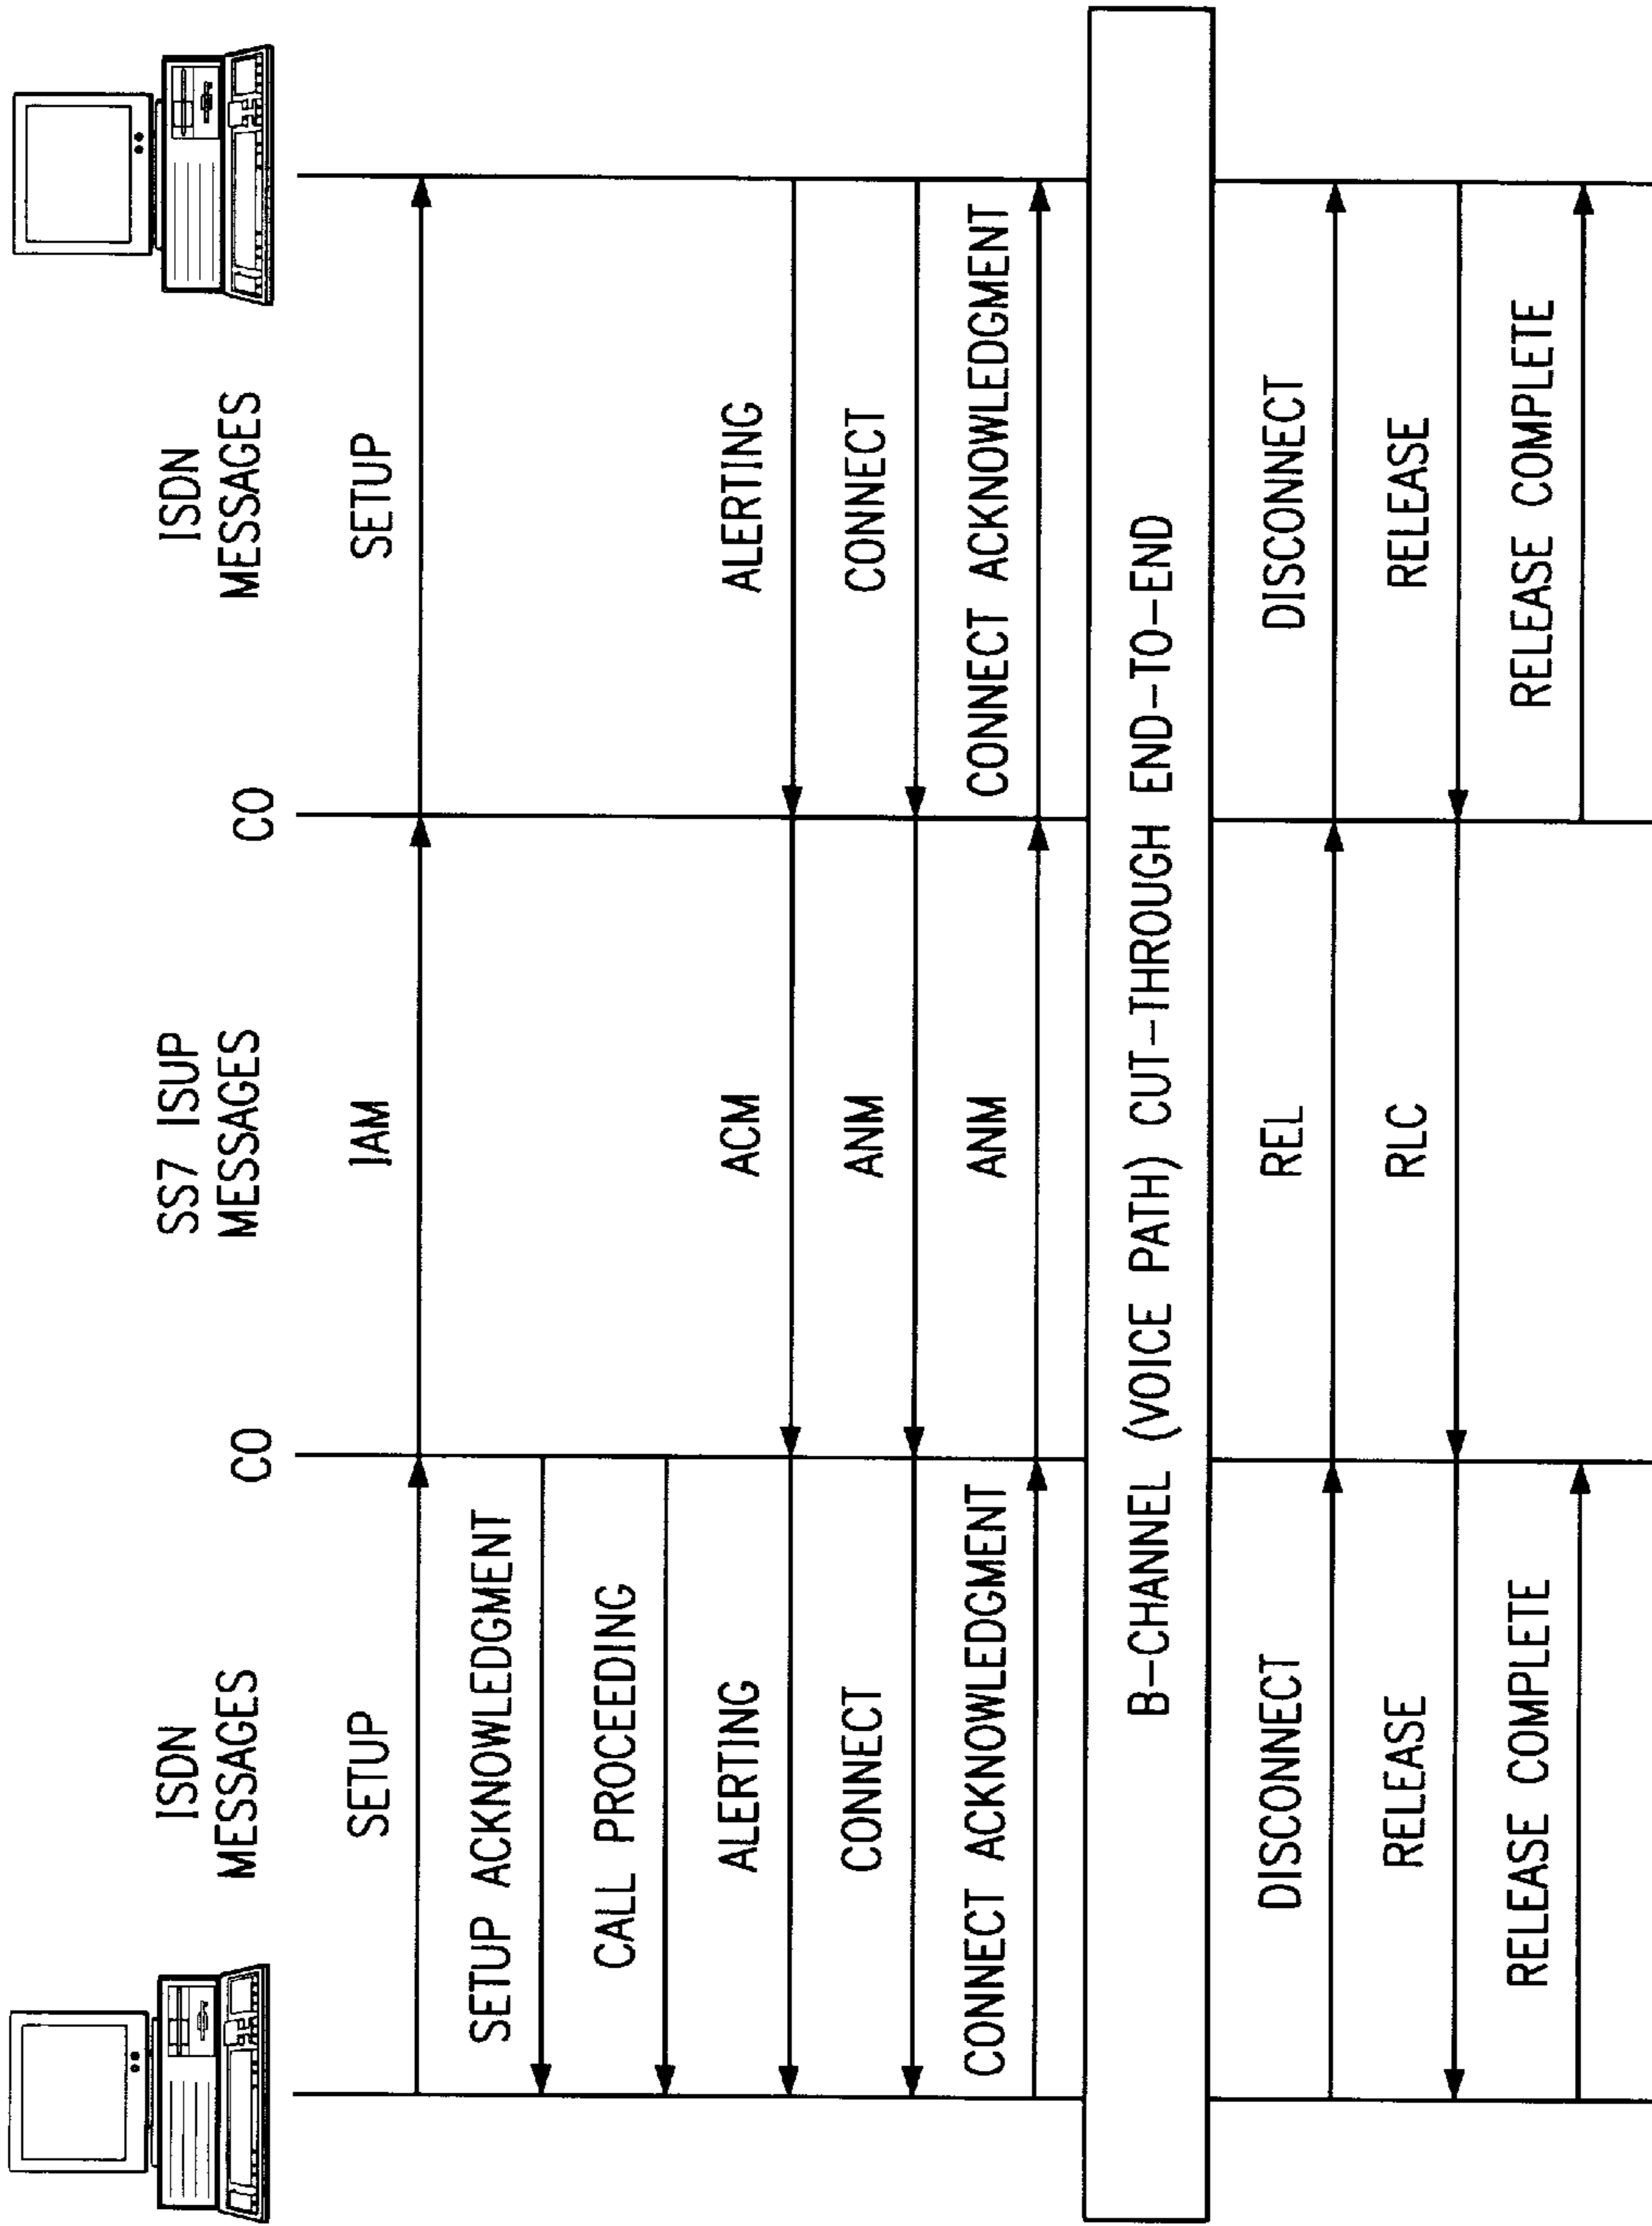 ISDN
MESSAGES
CO
SS7 ISUP
MESSAGES
CO
ISDN
MESSAGES
SETUP
IAM
SETUP
SETUP ACKNOWLEDGMENT
CALL PROCEEDING
ALERTING
ACM
ALERTING
CONNECT
ANM
CONNECT
CONNECT ACKNOWLEDGMENT
ANM
CONNECT ACKNOWLEDGMENT
B-CHANNEL (VOICE PATH) CUT-THROUGH END-TO-END
DISCONNECT
REL
DISCONNECT
RELEASE
RLC
RELEASE
RELEASE COMPLETE
RELEASE COMPLETE